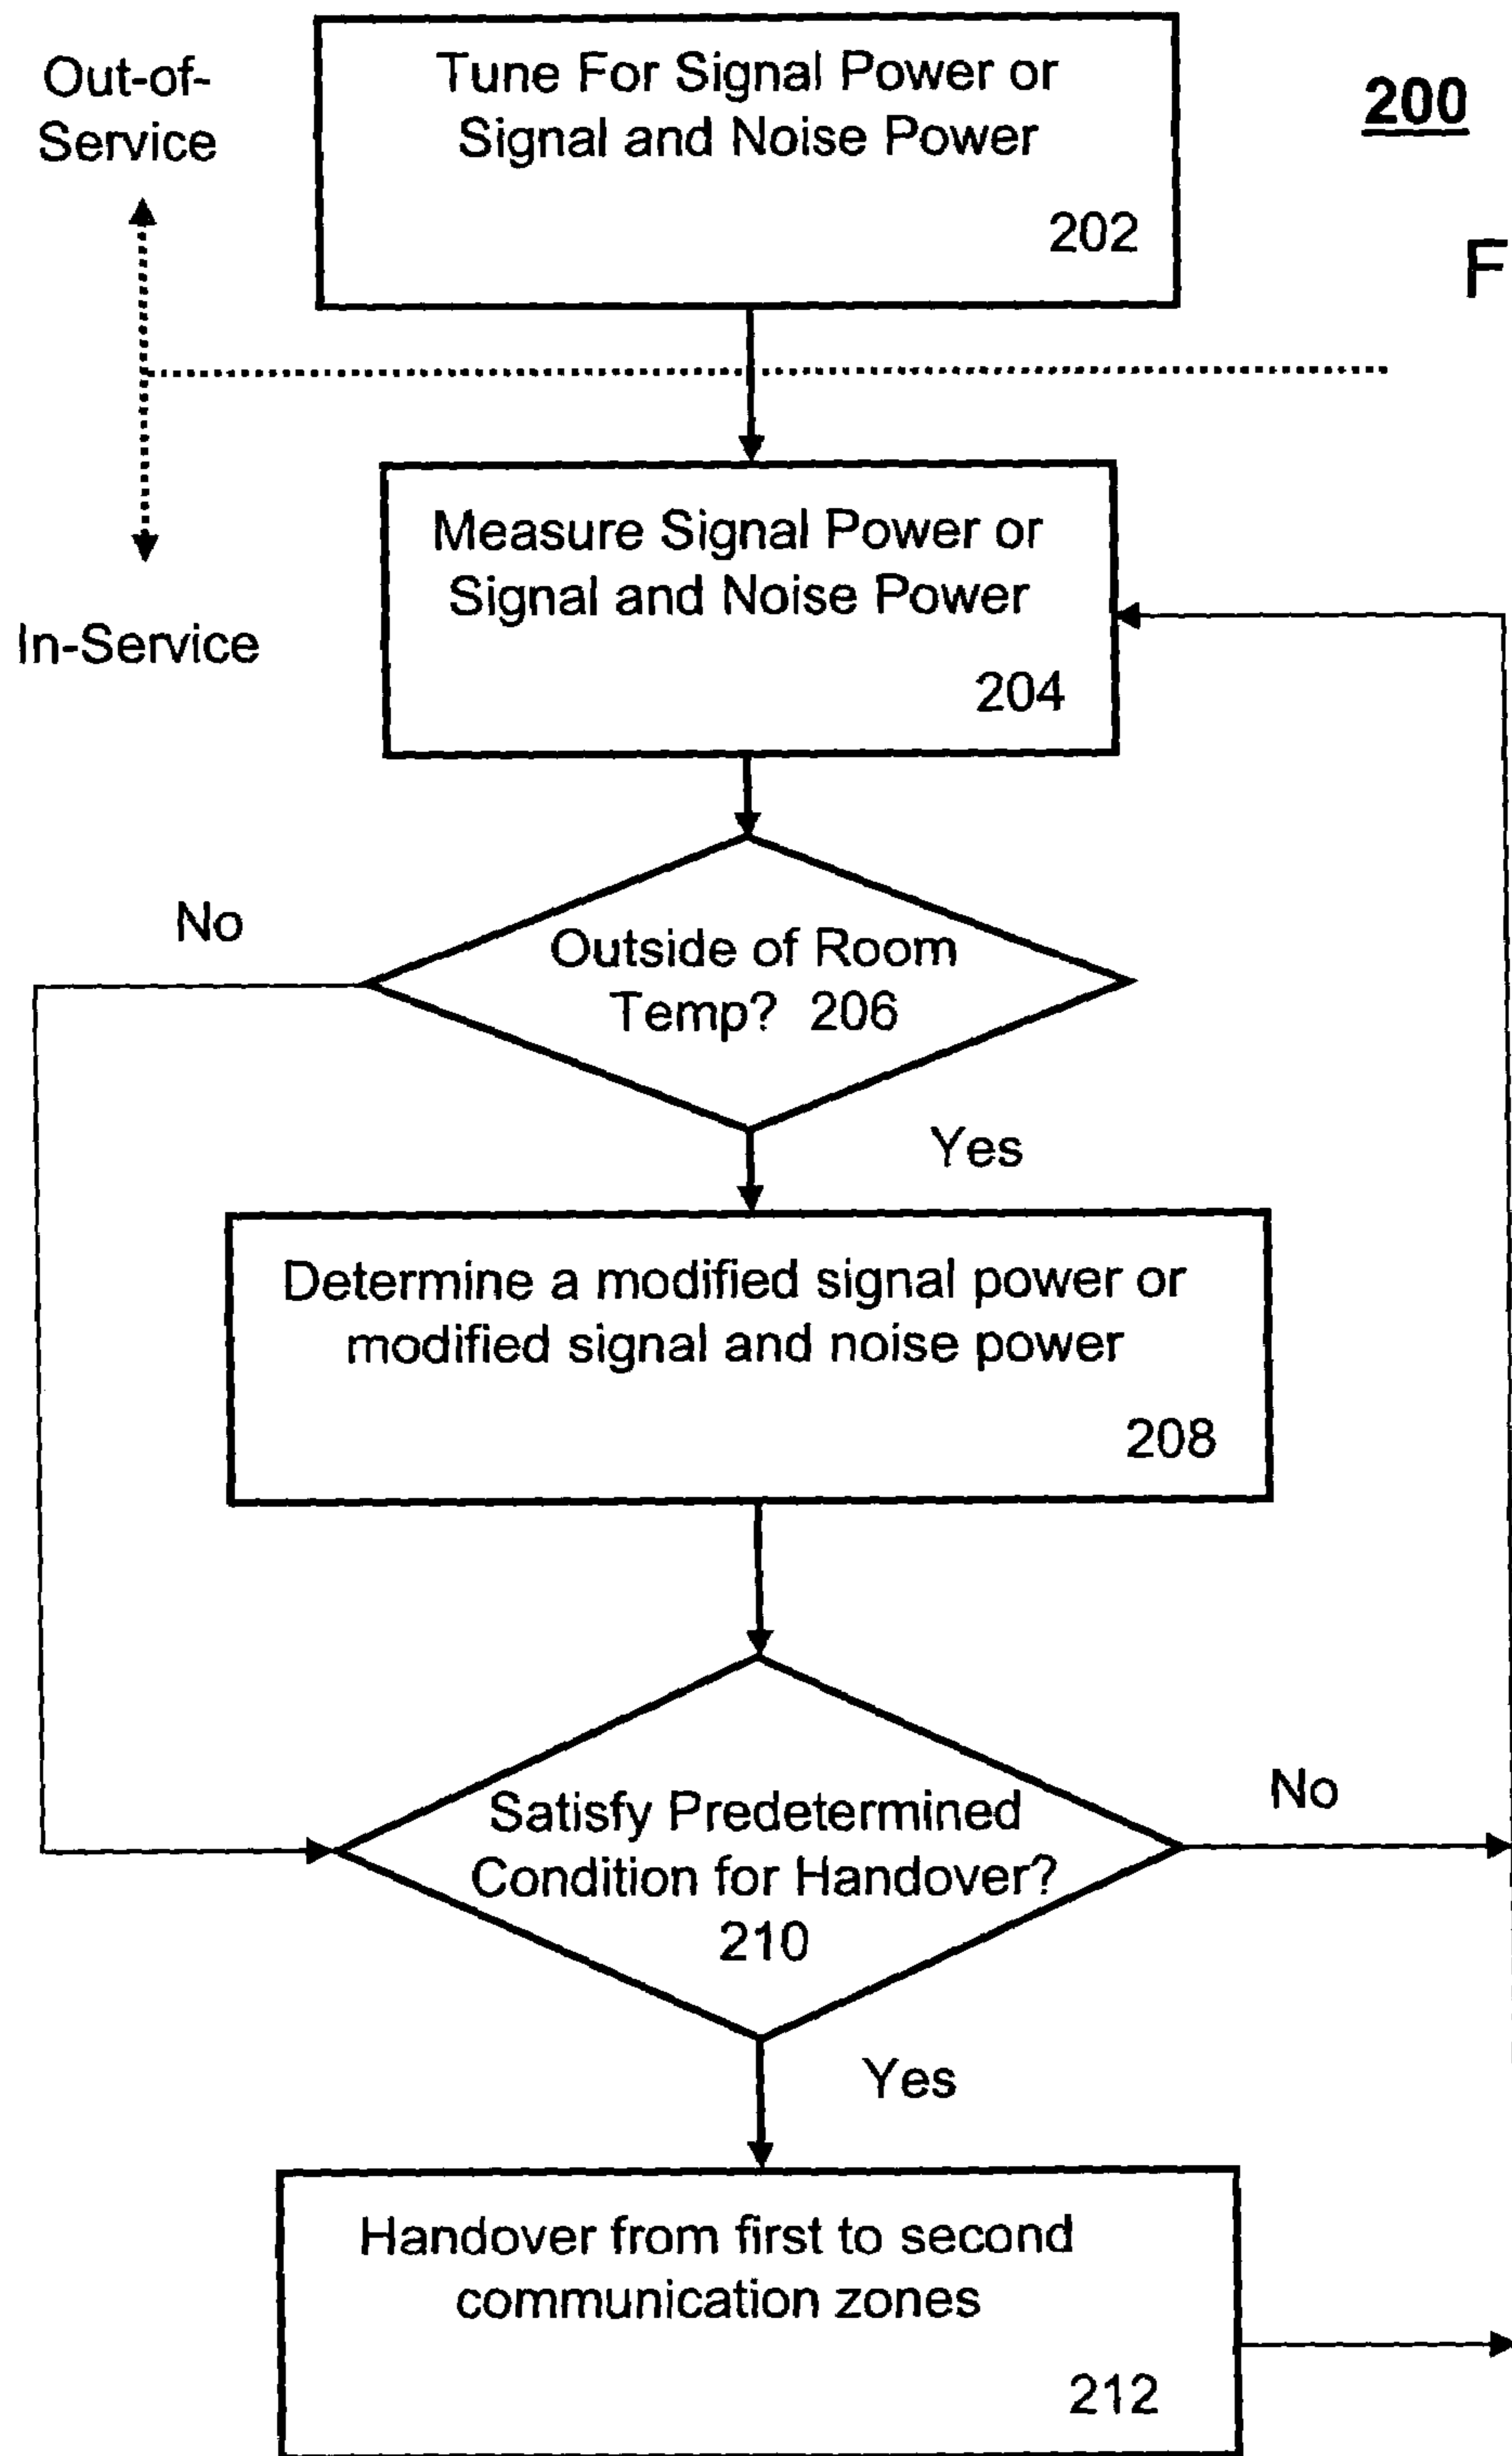 Out-of-
Service
Tune For Signal Power or
Signal and Noise Power
202
200
F
In-Service
Measure Signal Power or
Signal and Noise Power
204
No
Outside of Room
Temp? 206
Yes
Determine a modified signal power or
modified signal and noise power
208
Satisfy Predetermined
Condition for Handover?
210
No
Yes
Handover from first to second
communication zones
212